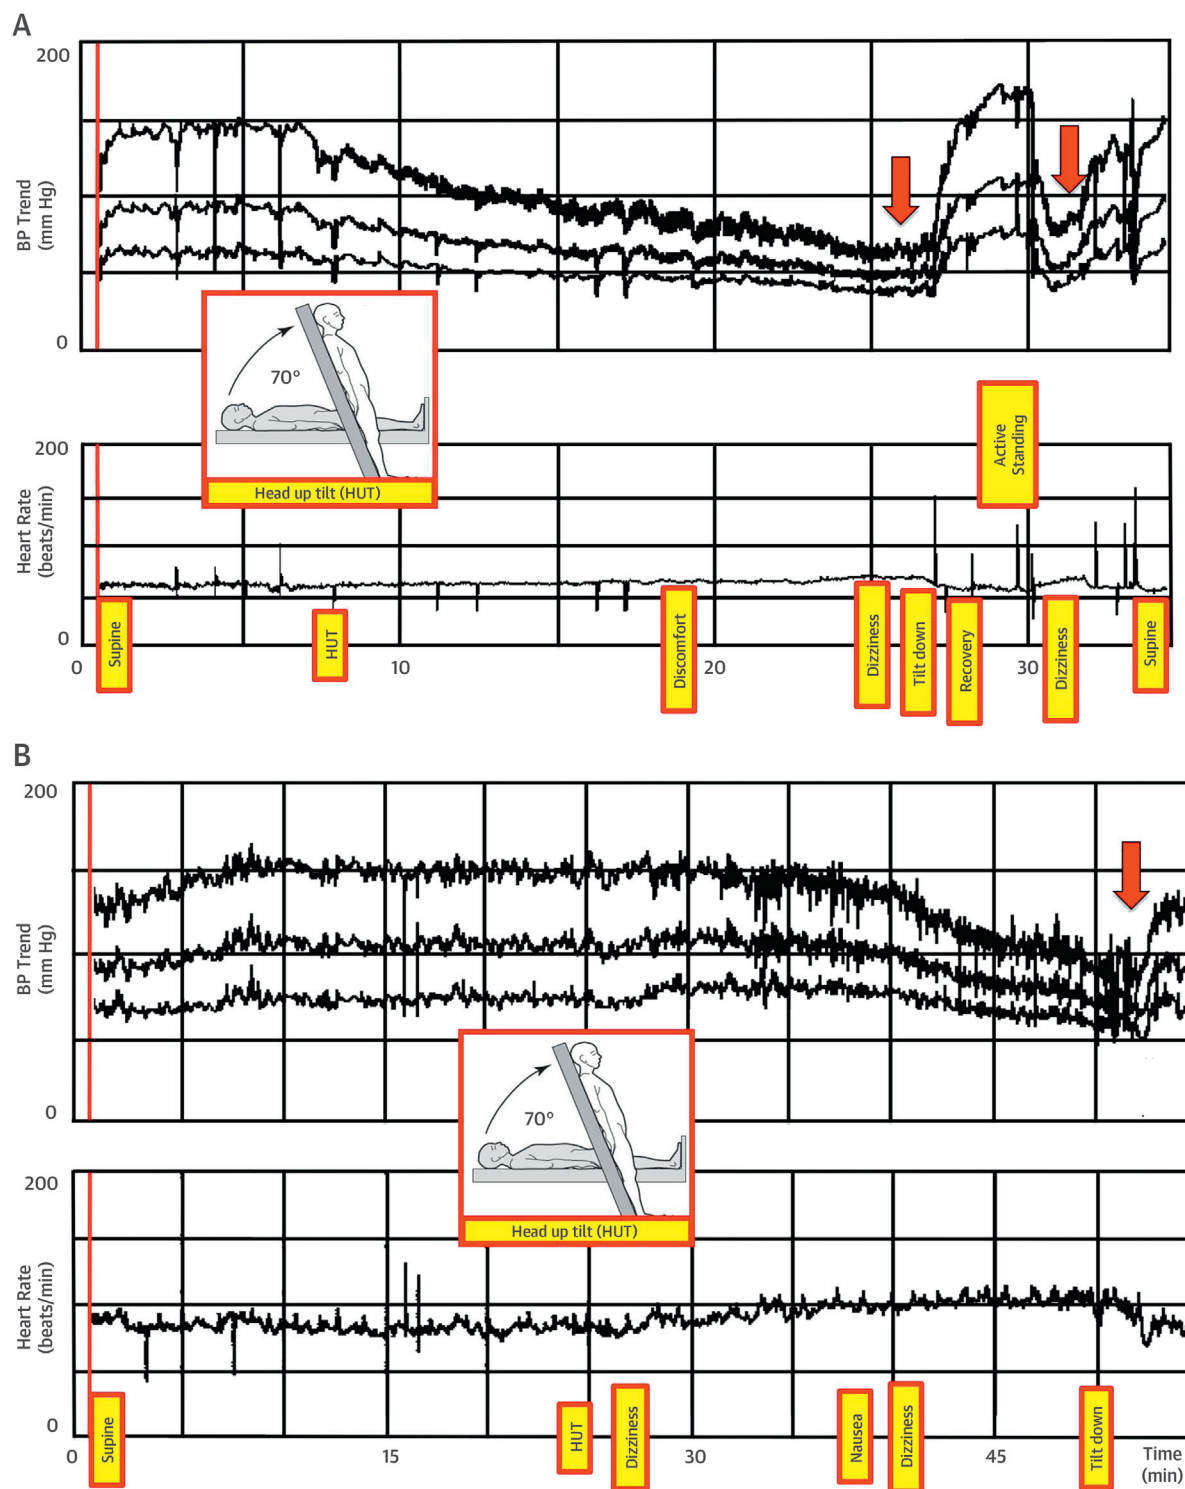 A
200
BP Trend
(mm Hg)
0
70°
Head up tilt (HUT)
200
Heart Rate
(beats/min)
0
Active
Standing
Supine
HUT
Discomfort
Dizziness
Tilt down
Recovery
Dizziness
Supine
0
10
20
30
B
200
BP Trend
(mm Hg)
0
70°
Head up tilt (HUT)
200
Heart Rate
(beats/min)
0
Supine
HUT
Dizziness
Nausea
Dizziness
Tilt down
0
15
30
45
Time
(min)